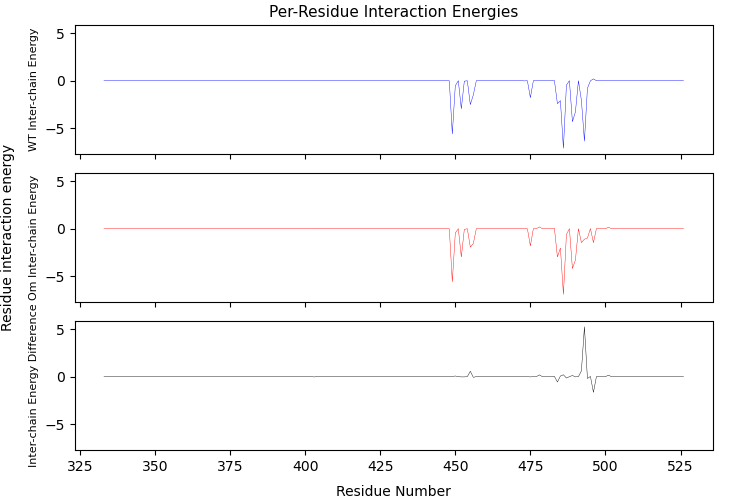 Per-Residue Interaction Energies
Residue interaction energy
WT Inter-chain Energy
5
0
−5
Om Inter-chain Energy
5
0
−5
Inter-chain Energy Difference
5
0
−5
325 350 375 400 425 450 475 500 525
Residue Number